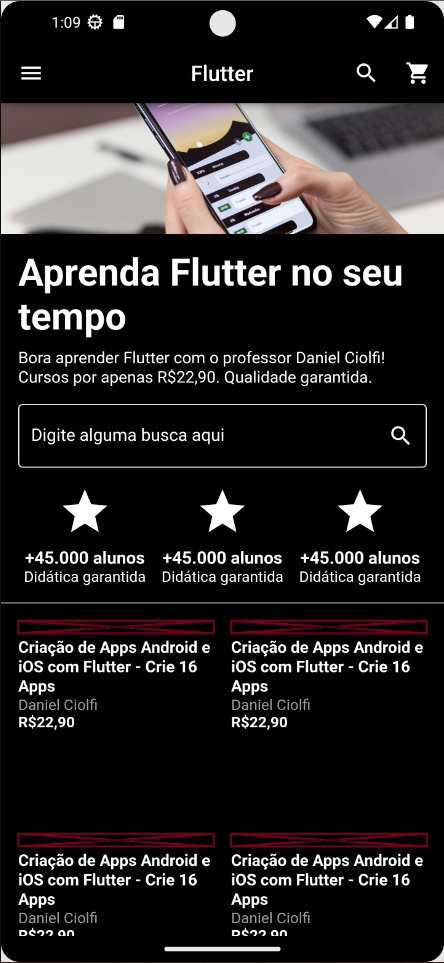 1:09
Flutter
Aprenda Flutter no seu
tempo
Bora aprender Flutter com o professor Daniel Ciolfi!
Cursos por apenas R$22,90. Qualidade garantida.
Digite alguma busca aqui
+45.000 alunos +45.000 alunos +45.000 alunos
Didática garantida Didática garantida Didática garantida
Criação de Apps Android e
iOS com Flutter - Crie 16
Apps
Daniel Ciolfi
R$22,90
Criação de Apps Android e
iOS com Flutter - Crie 16
Apps
Daniel Ciolfi
R$22,90
Criação de Apps Android e
iOS com Flutter - Crie 16
Apps
Daniel Ciolfi
R$22,90
Criação de Apps Android e
iOS com Flutter - Crie 16
Apps
Daniel Ciolfi
R$22,90